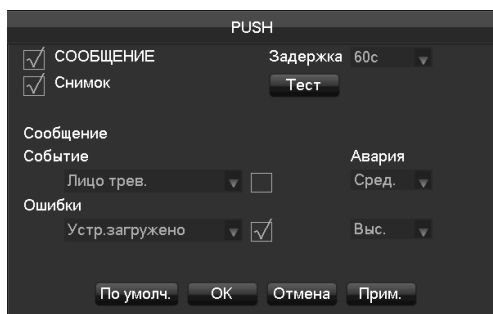 PUSH
СООБЩЕНИЕ Задержка 60с
Снимок Тест
Сообщение
Событие Авария
Лицо трев. Сред.
Ошибки
Устр.загружено Выс.
По умолч. ОК Отмена Прим.